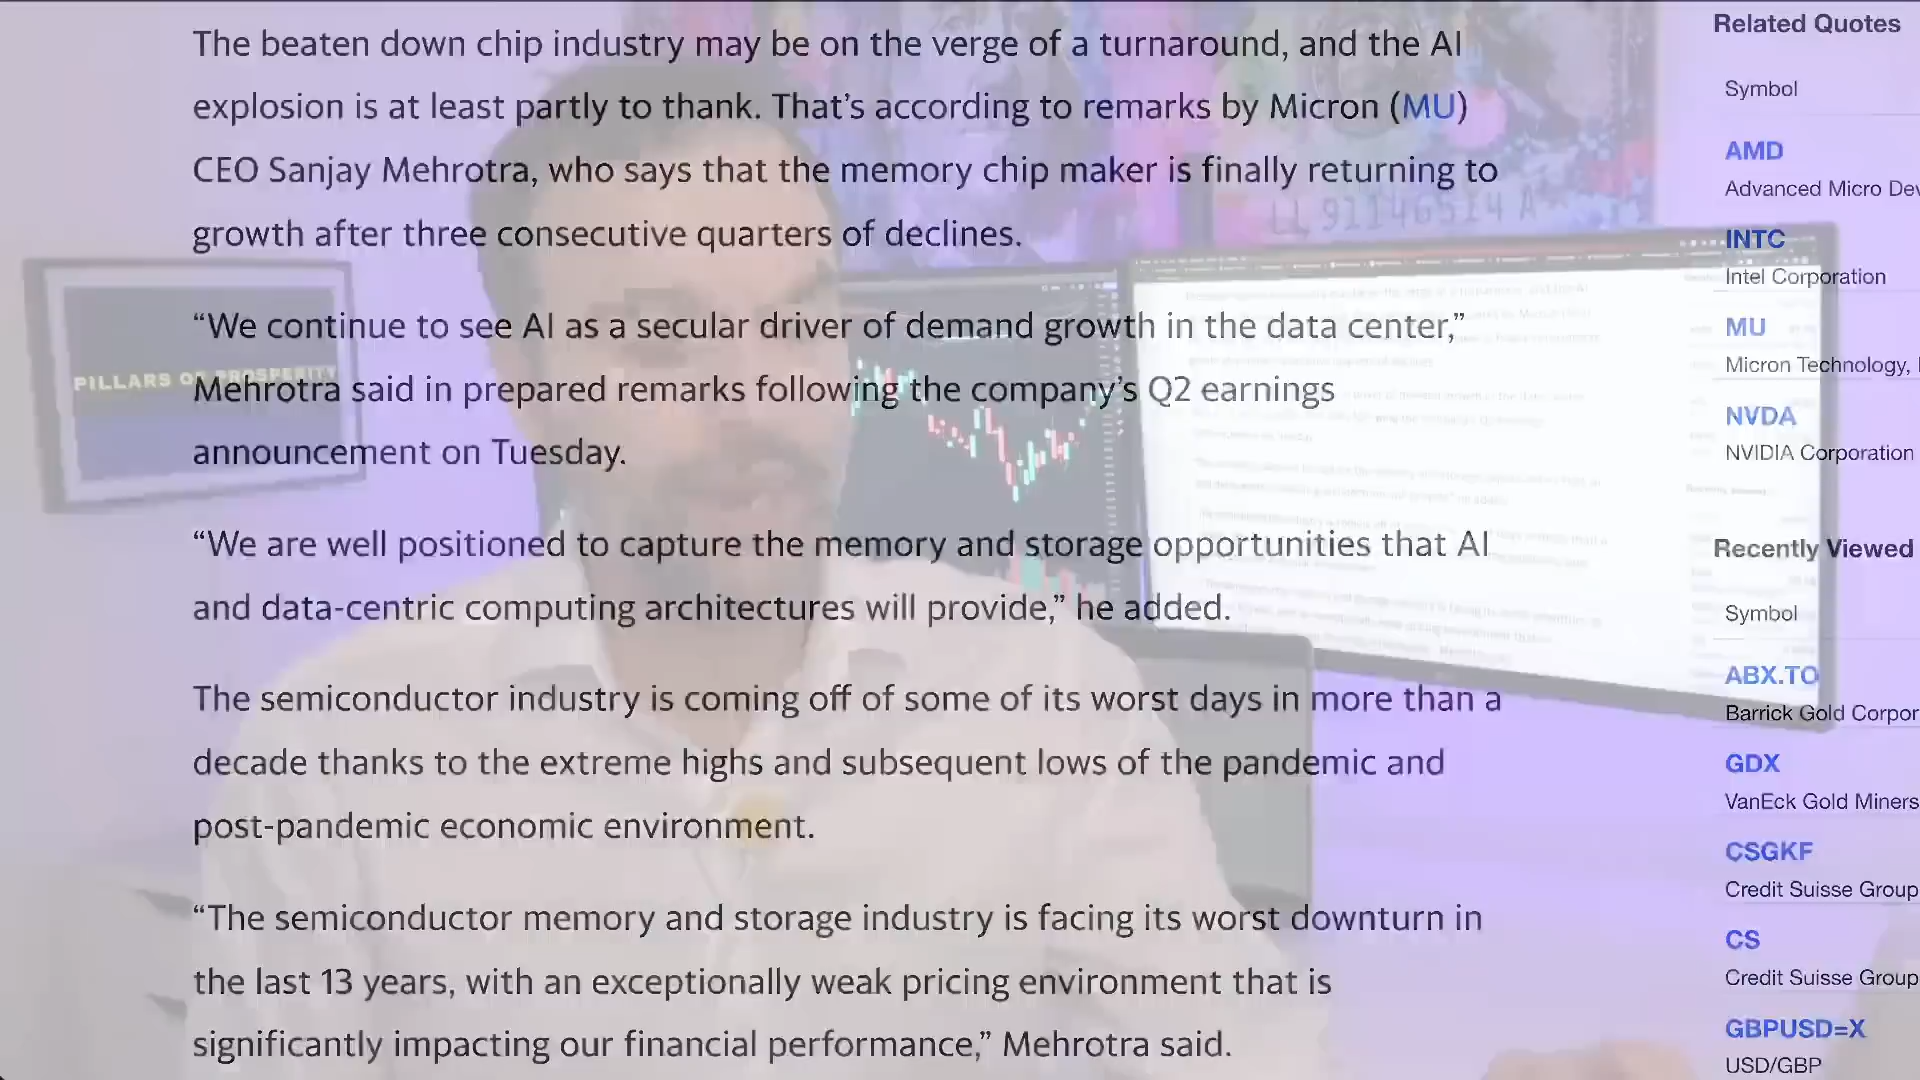 The beaten down chip industry may be on the verge of a turnaround, and the AI
explosion is at least partly to thank. That’s according to remarks by Micron (MU)
CEO Sanjay Mehrotra, who says that the memory chip maker is finally returning to
growth after three consecutive quarters of declines.
“We continue to see AI as a secular driver of demand growth in the data center,”
Mehrotra said in prepared remarks following the company’s Q2 earnings
announcement on Tuesday.
“We are well positioned to capture the memory and storage opportunities that AI
and data-centric computing architectures will provide,” he added.
The semiconductor industry is coming off of some of its worst days in more than a
decade thanks to the extreme highs and subsequent lows of the pandemic and
post-pandemic economic environment.
“The semiconductor memory and storage industry is facing its worst downturn in
the last 13 years, with an exceptionally weak pricing environment that is
significantly impacting our financial performance,” Mehrotra said.
Related Quotes
Symbol
AMD
Advanced Micro Dev
INTC
Intel Corporation
MU
Micron Technology,
NVDA
NVIDIA Corporation
Recently Viewed
Symbol
ABX.TO
Barrick Gold Corpor
GDX
VanEck Gold Miners
CSGKF
Credit Suisse Group
CS
Credit Suisse Group
GBPUSD=X
USD/GBP
PILLARS OF PROSPERITY